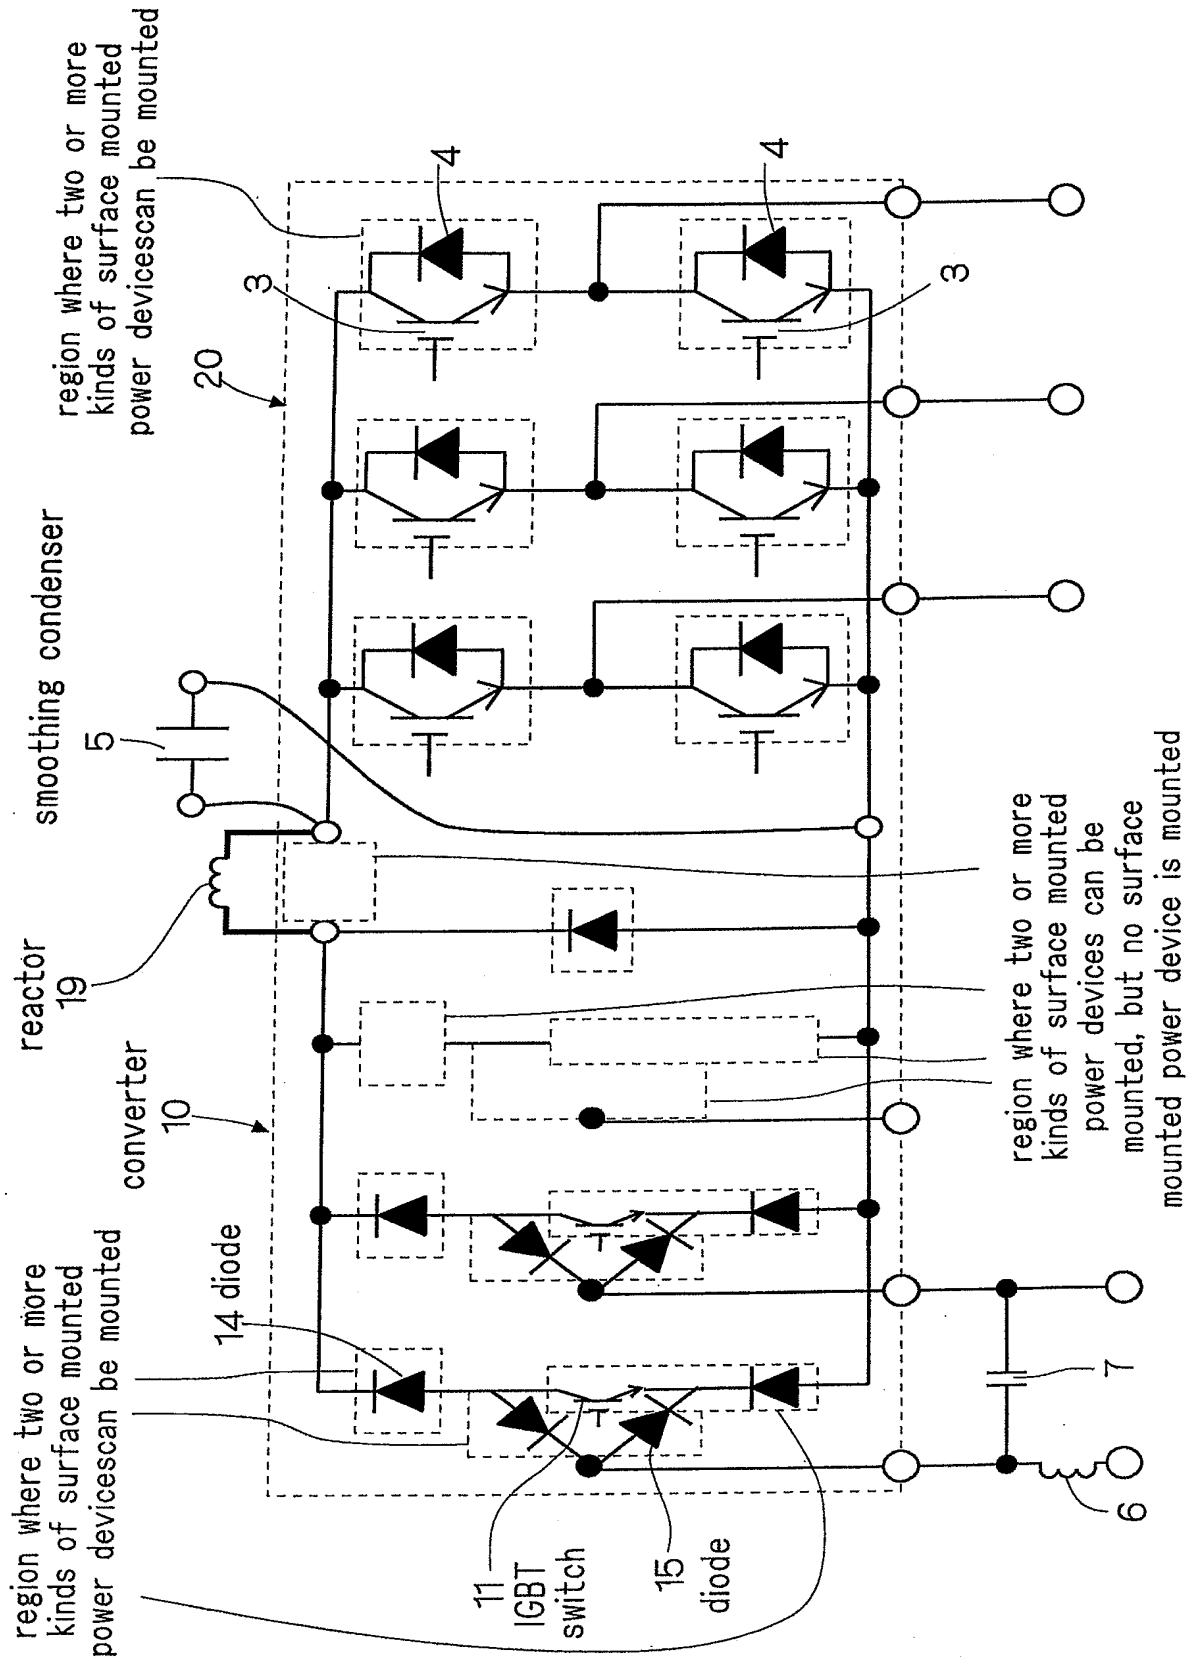 region where two or more
kinds of surface mounted
power devicescan be mounted
14 diode
converter
10
reactor
19
smoothing condenser
5
20
region where two or more
kinds of surface mounted
power devicescan be mounted
3
4
4
3
11
IGBT
switch
15
diode
6
7
region where two or more
kinds of surface mounted
power devices can be
mounted, but no surface
mounted power device is mounted